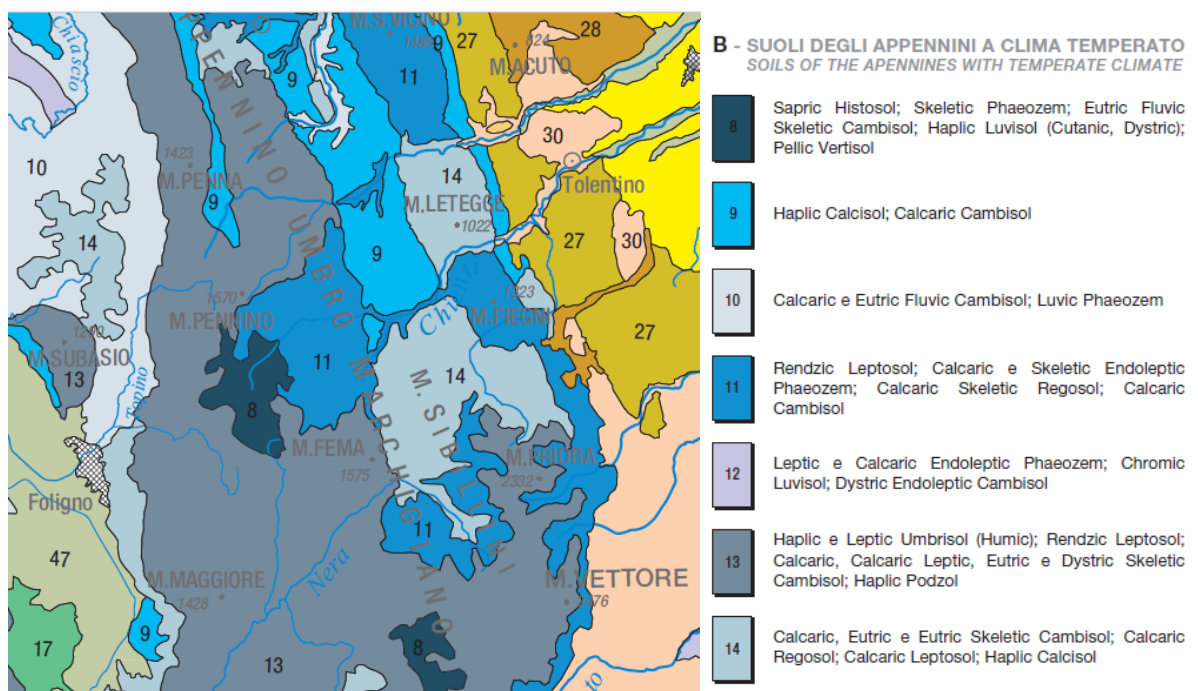 Chiascio
APPENNINO UMBRO MARCHIGIANO
M.S.VICINO
1485
9
27
824
M.ACUTO
28
9
11
10
1423
M.PENNA
9
30
14
Tolentino
M.LETEGGE
1022
14
9
27
30
Chienti
1323
M.FIEGNI
1570
M.PENNINO
27
M.SUBASIO
13
11
14
M. SIBILLINI
Topino
8
M.FEMA
1575
M.PRIORA
2332
Foligno
11
47
Nera
M.MAGGIORE
1428
M.VETTORE
9
8
17
13
to
B - SUOLI DEGLI APPENNINI A CLIMA TEMPERATO
SOILS OF THE APENNINES WITH TEMPERATE CLIMATE
8
Sapric Histosol; Skeletic Phaeozem; Eutric Fluvic
Skeletic Cambisol; Haplic Luvisol (Cutanic, Dystric);
Pellic Vertisol
9
Haplic Calcisol; Calcaric Cambisol
10
Calcaric e Eutric Fluvic Cambisol; Luvic Phaeozem
11
Rendzic Leptosol; Calcaric e Skeletic Endoleptic
Phaeozem; Calcaric Skeletic Regosol; Calcaric
Cambisol
12
Leptic e Calcaric Endoleptic Phaeozem; Chromic
Luvisol; Dystric Endoleptic Cambisol
13
Haplic e Leptic Umbrisol (Humic); Rendzic Leptosol;
Calcaric, Calcaric Leptic, Eutric e Dystric Skeletic
Cambisol; Haplic Podzol
14
Calcaric, Eutric e Eutric Skeletic Cambisol; Calcaric
Regosol; Calcaric Leptosol; Haplic Calcisol